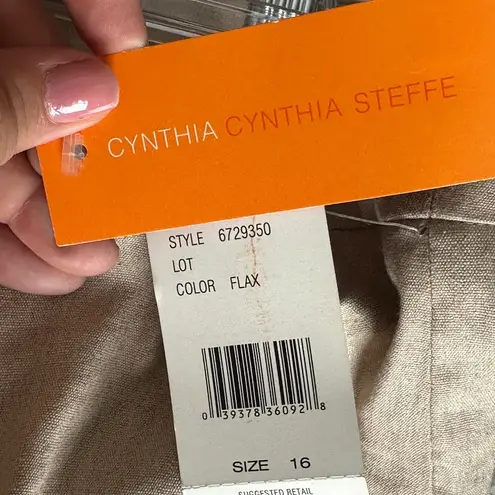 CYNTHIA CYNTHIA STEFFE
STYLE 6729350
LOT
COLOR FLAX
0 39378 36092 8
SIZE 16
SUGGESTED RETAIL